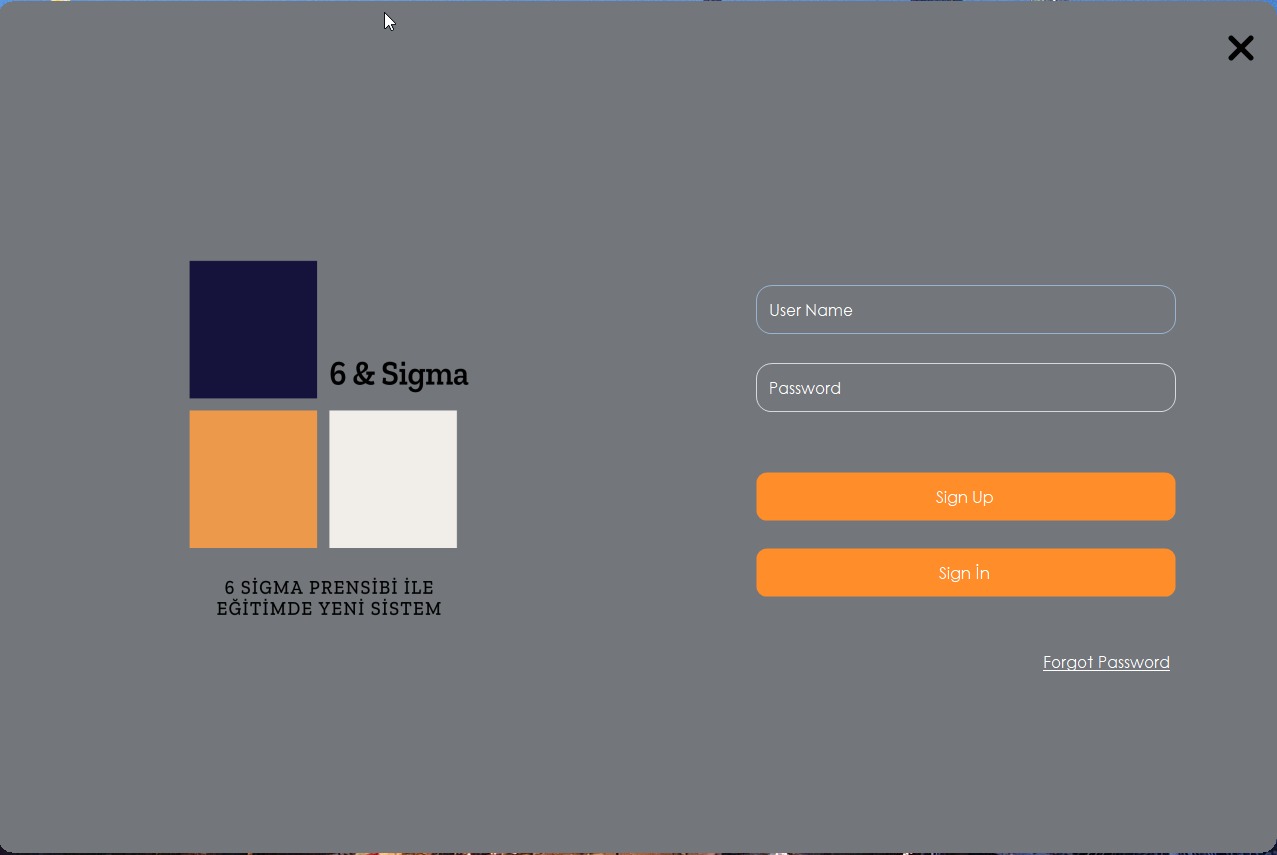 6 & Sigma
6 SİGMA PRENSİBİ İLE
EĞİTİMDE YENİ SİSTEM
User Name
Password
Sign Up
Sign İn
Forgot Password